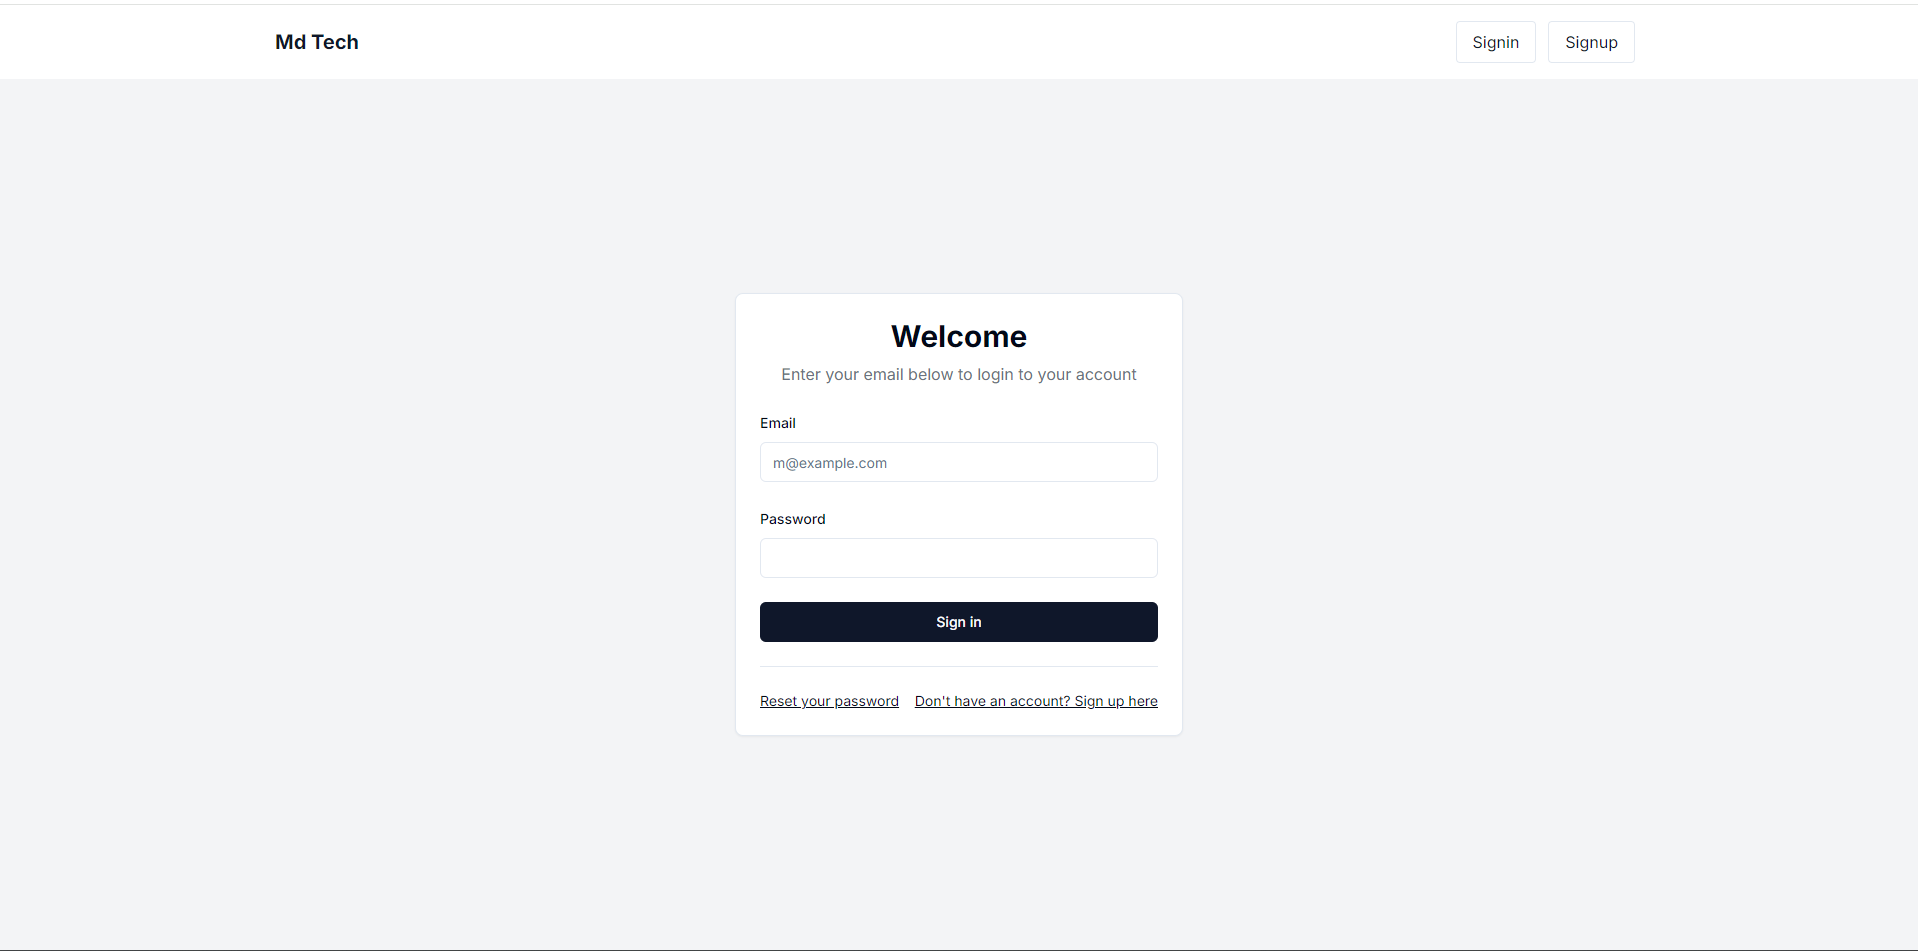 Md Tech
Signin
Signup
Welcome
Enter your email below to login to your account
Email
m@example.com
Password
Sign in
Reset your password
Don't have an account? Sign up here